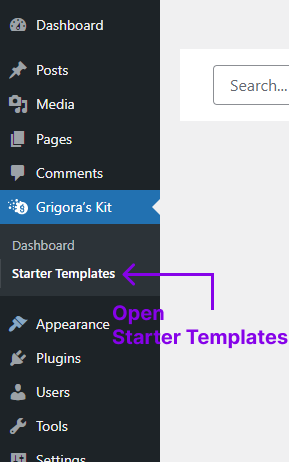 Dashboard
Posts
Search...
Media
Pages
Comments
Grigora's Kit
Dashboard
Starter Templates
Open
Starter Templates
Appearance
Plugins
Users
Tools
Settings